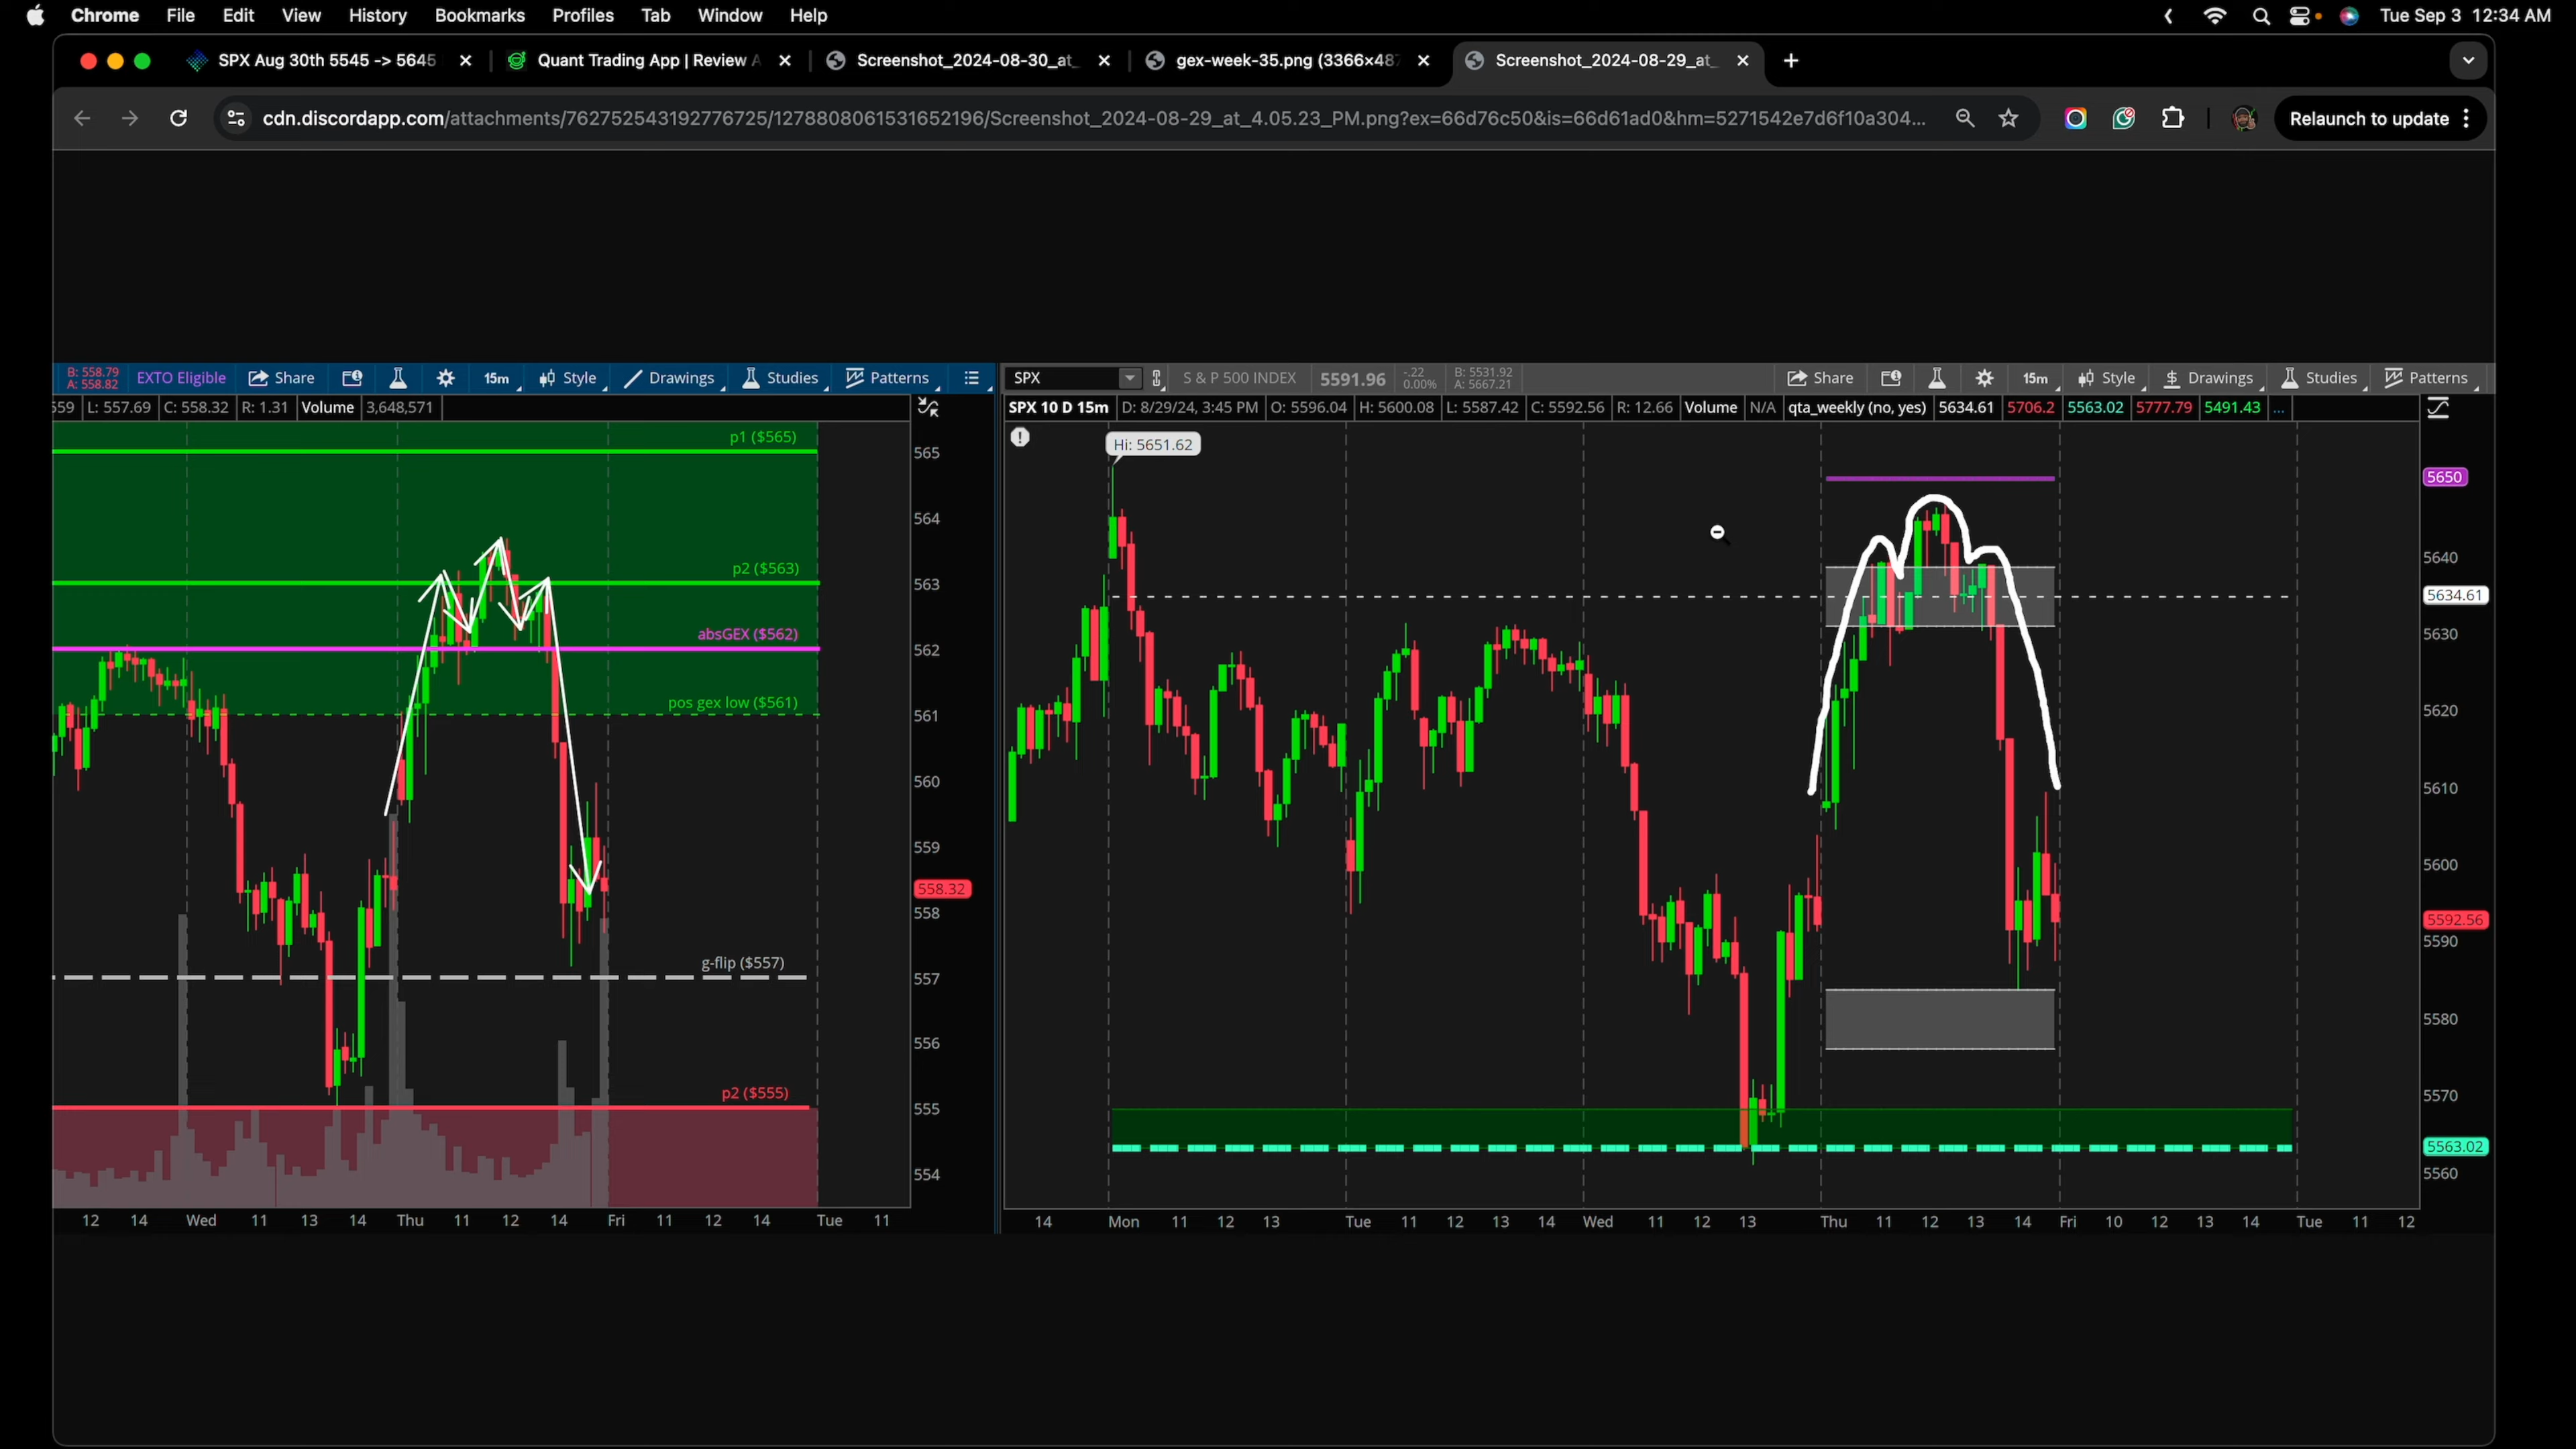 Chrome File Edit View History Bookmarks Profiles Tab Window Help Tue Sep 3 12:34 AM
SPX Aug 30th 5545 -> 5645 Quant Trading App | Review A Screenshot_2024-08-30_at_ gex-week-35.png (3366×487 Screenshot_2024-08-29_at_
cdn.discordapp.com/attachments/762752543192776725/1278808061531652196/Screenshot_2024-08-29_at_4.05.23_PM.png?ex=66d76c50&is=66d61ad0&hm=5271542e7d6f10a304... Relaunch to update
B: 558.79
A: 558.82
EXTO Eligible Share 15m Style Drawings Studies Patterns
559 L: 557.69 C: 558.32 R: 1.31 Volume 3,648,571
p1 ($565)
p2 ($563)
absGEX ($562)
pos gex low ($561)
g-flip ($557)
p2 ($555)
565
564
563
562
561
560
559
558.32
558
557
556
555
554
12 14 Wed 11 13 14 Thu 11 12 14 Fri 11 12 14 Tue 11
SPX S & P 500 INDEX 5591.96
-.22
0.00%
B: 5531.92
A: 5667.21
Share 15m Style Drawings Studies Patterns
SPX 10 D 15m D: 8/29/24, 3:45 PM O: 5596.04 H: 5600.08 L: 5587.42 C: 5592.56 R: 12.66 Volume N/A qta_weekly (no, yes) 5634.61 5706.2 5563.02 5777.79 5491.43 ...
Hi: 5651.62
5650
5640
5634.61
5630
5620
5610
5600
5592.56
5590
5580
5570
5563.02
5560
14 Mon 11 12 13 Tue 11 12 13 14 Wed 11 12 13 Thu 11 12 13 14 Fri 10 12 13 14 Tue 11 12